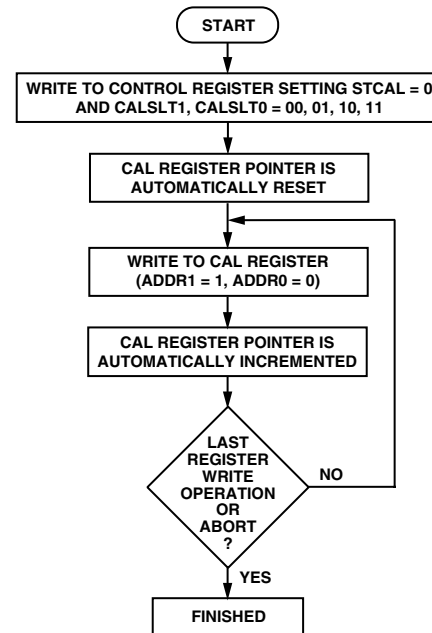 START
WRITE TO CONTROL REGISTER SETTING STCAL = 0
AND CALSLT1, CALSLT0 = 00, 01, 10, 11
CAL REGISTER POINTER IS
AUTOMATICALLY RESET
WRITE TO CAL REGISTER
(ADDR1 = 1, ADDR0 = 0)
CAL REGISTER POINTER IS
AUTOMATICALLY INCREMENTED
LAST
REGISTER
WRITE
OPERATION
OR
ABORT
?
NO
YES
FINISHED